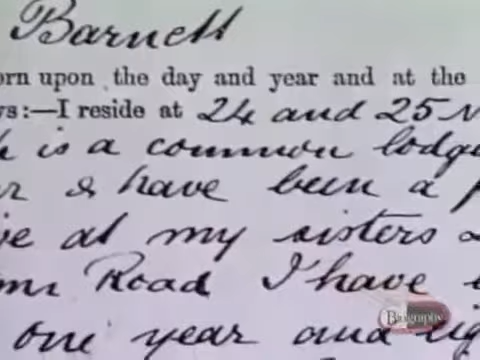 Barnett
orn upon the day and year and at the
ys:—I reside at 24 and 25 N
h is a common lodg
r & have been a p
at my sisters
Road I have
one year and
Biography